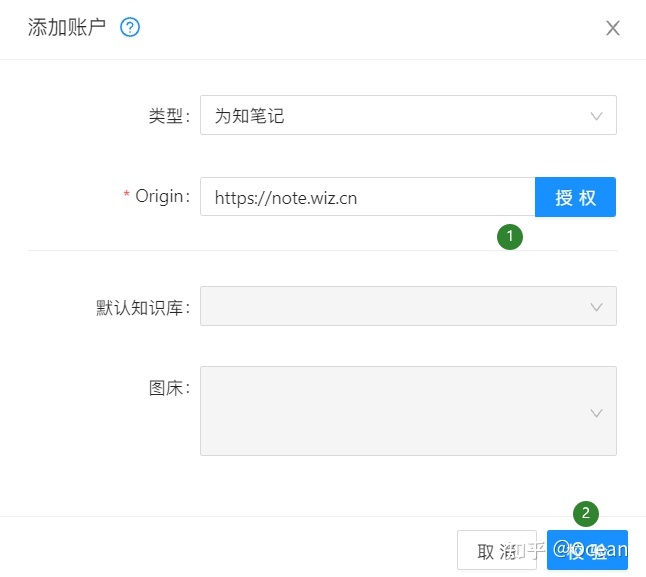 添加账户 ?
类型：
为知笔记
* Origin：
https://note.wiz.cn
授 权
1
默认知识库：
图床：
2
取 消
校 验
知乎 @Ocean